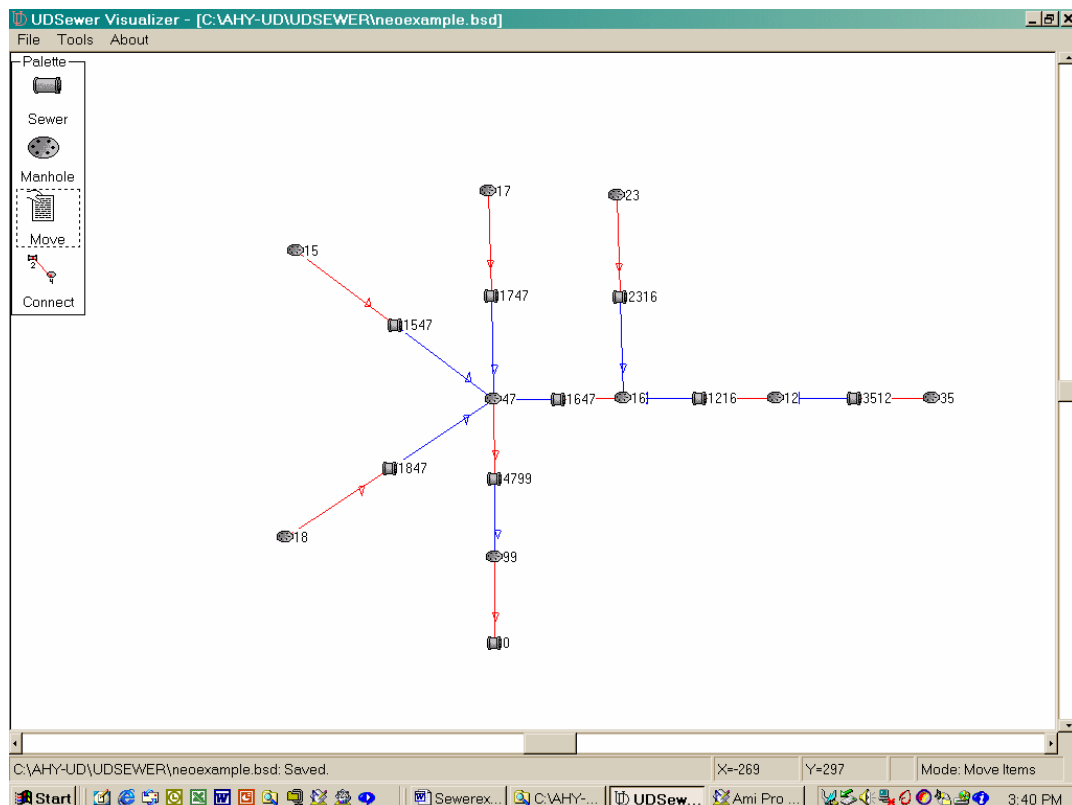 UDSewer Visualizer - [C:\AHY-UD\UDSEWER\neoexample.bsd]
File Tools About
Palette
Sewer
Manhole
Move
2
4
Connect
17
23
15
1747
2316
1547
47
1647
16
1216
12
3512
35
1847
4799
18
99
0
C:\AHY-UD\UDSEWER\neoexample.bsd: Saved.
X=-269
Y=297
Mode: Move Items
Start
Sewerex...
C:\AHY-...
UDSew...
Ami Pro ...
3:40 PM